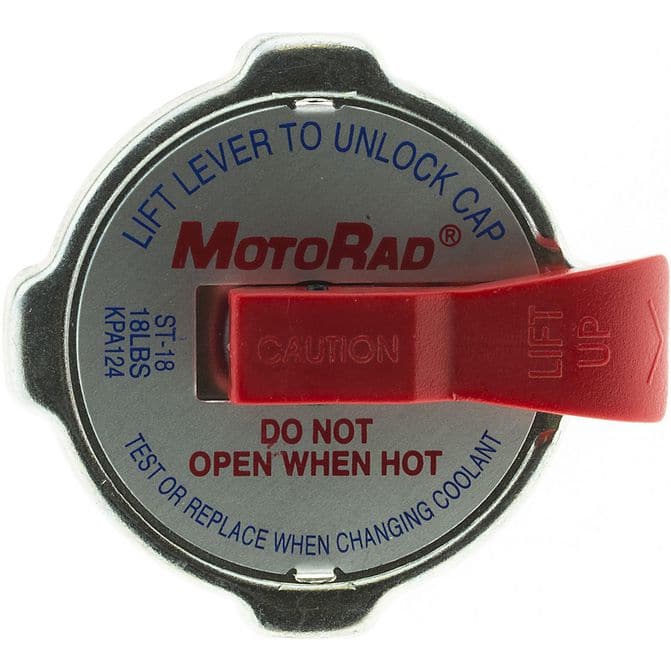 LIFT LEVER TO UNLOCK CAP
MOTORAD®
ST-18
18LBS
KPA124
CAUTION
LIFT
UP
DO NOT
OPEN WHEN HOT
TEST OR REPLACE WHEN CHANGING COOLANT